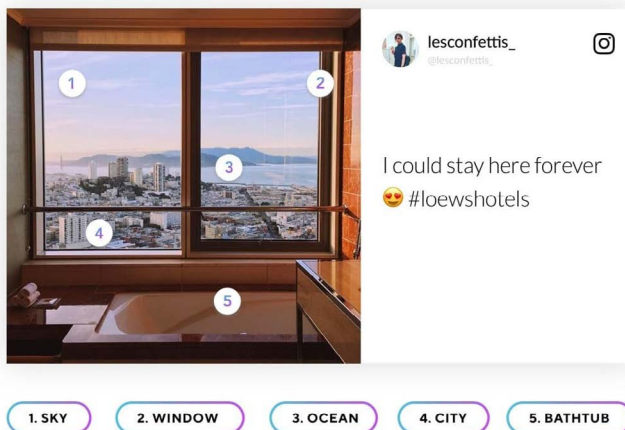 1
2
3
4
5
lesconfettis_
@lesconfettis_
I could stay here forever
😍 #loewshotels
1. SKY
2. WINDOW
3. OCEAN
4. CITY
5. BATHTUB